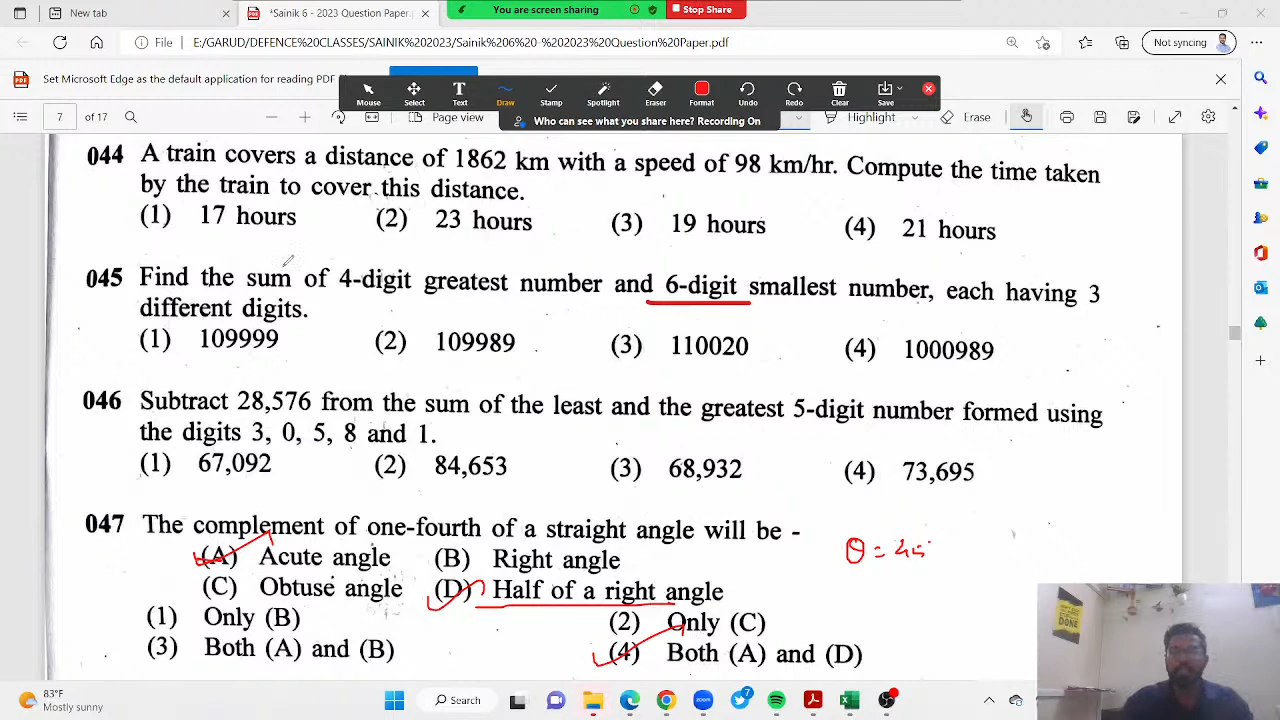 New tab
*Sainik 6 - 2023 Question Paper.
You are screen sharing
Stop Share
File E:/GARUD/DEFENCE%20CLASSES/SAINIK%202023/Sainik%206%20-%202023%20Question%20Paper.pdf
Not syncing
Set Microsoft Edge as the default application for reading PDF
Mouse Select Text Draw Stamp Spotlight Eraser Format Undo Redo Clear Save
of 17 Page view
Who can see what you share here? Recording On
Highlight Erase
044 A train covers a distance of 1862 km with a speed of 98 km/hr. Compute the time taken
by the train to cover this distance.
(1) 17 hours (2) 23 hours (3) 19 hours (4) 21 hours
045 Find the sum of 4-digit greatest number and 6-digit smallest number, each having 3
different digits.
(1) 109999 (2) 109989 (3) 110020 (4) 1000989
046 Subtract 28,576 from the sum of the least and the greatest 5-digit number formed using
the digits 3, 0, 5, 8 and 1.
(1) 67,092 (2) 84,653 (3) 68,932 (4) 73,695
047 The complement of one-fourth of a straight angle will be -
(A) Acute angle (B) Right angle
θ = 45
(C) Obtuse angle (D) Half of a right angle
(1) Only (B) (2) Only (C)
(3) Both (A) and (B) (4) Both (A) and (D)
83°F
Mostly
Search
zoom
7
DONE